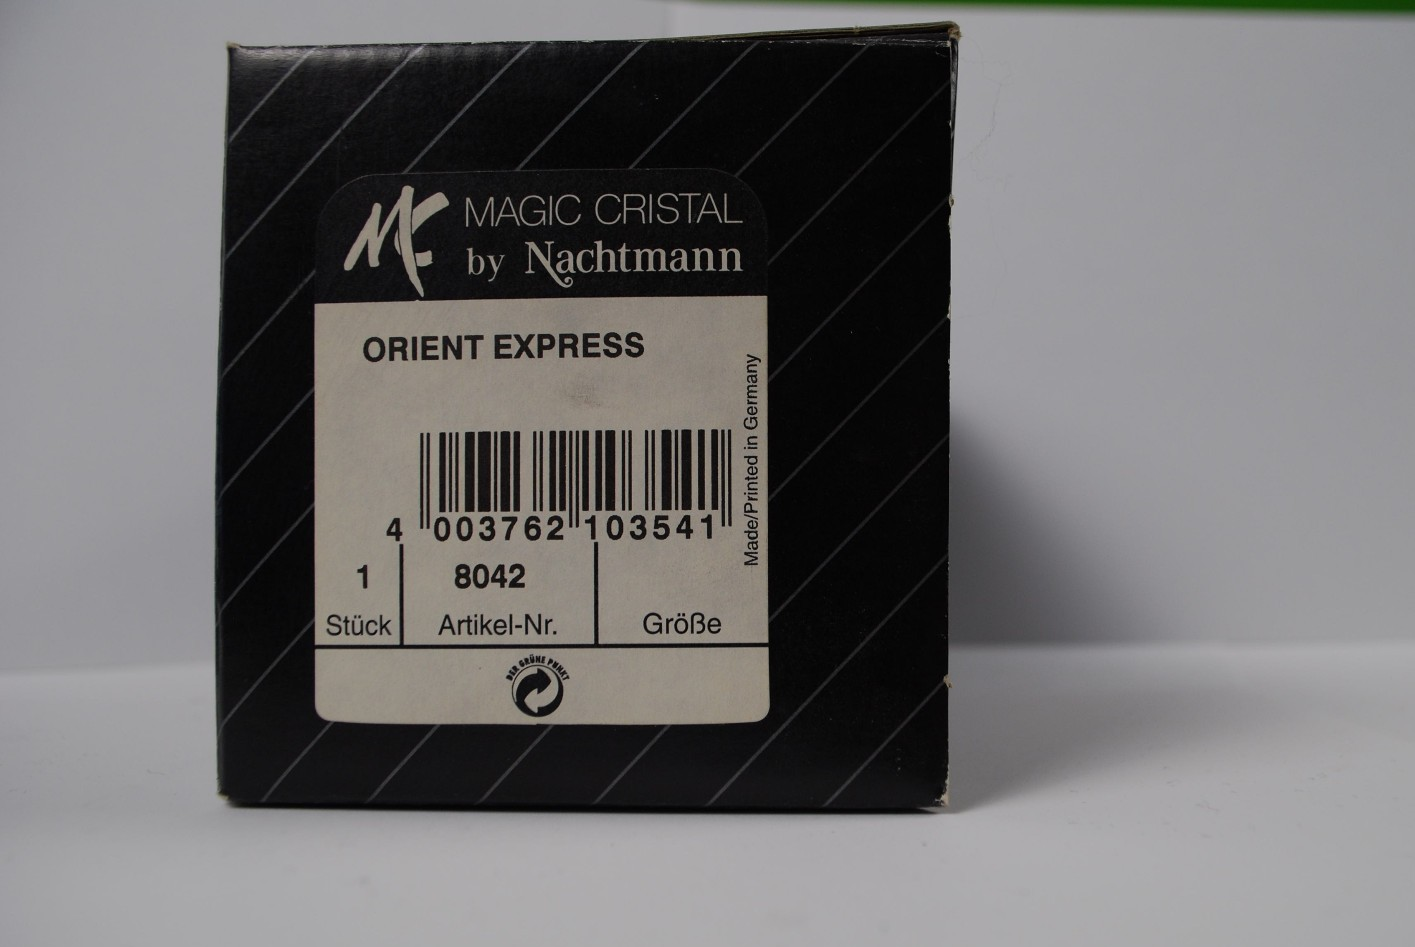 MC
MAGIC CRISTAL
by Nachtmann
ORIENT EXPRESS
Made/Printed in Germany
4 003762 103541
1 8042
Stück Artikel-Nr. Größe
DER GRÜNE PUNKT